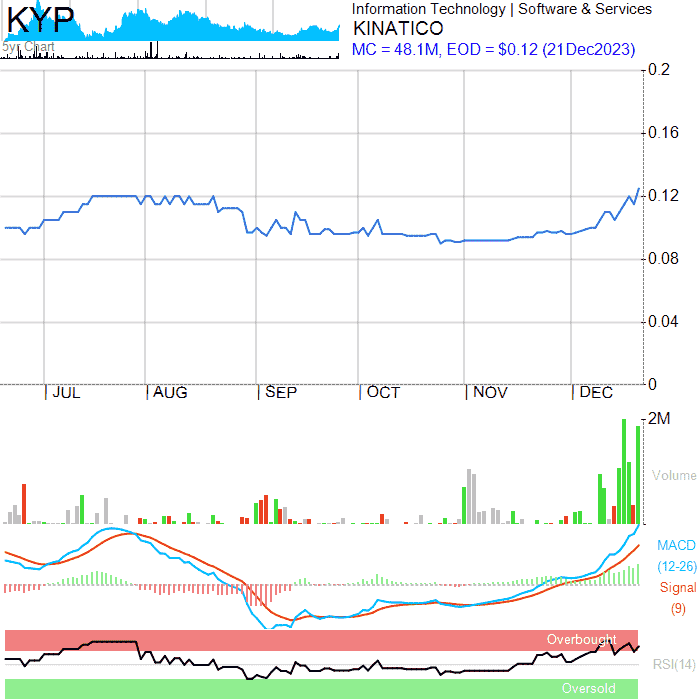 KYP
5yr Chart
Information Technology | Software & Services
KINATICO
MC = 48.1M, EOD = $0.12 (21Dec2023)
0.2
0.16
0.12
0.08
0.04
0
JUL
AUG
SEP
OCT
NOV
DEC
2M
Volume
MACD
(12-26)
Signal
(9)
Overbought
RSI(14)
Oversold